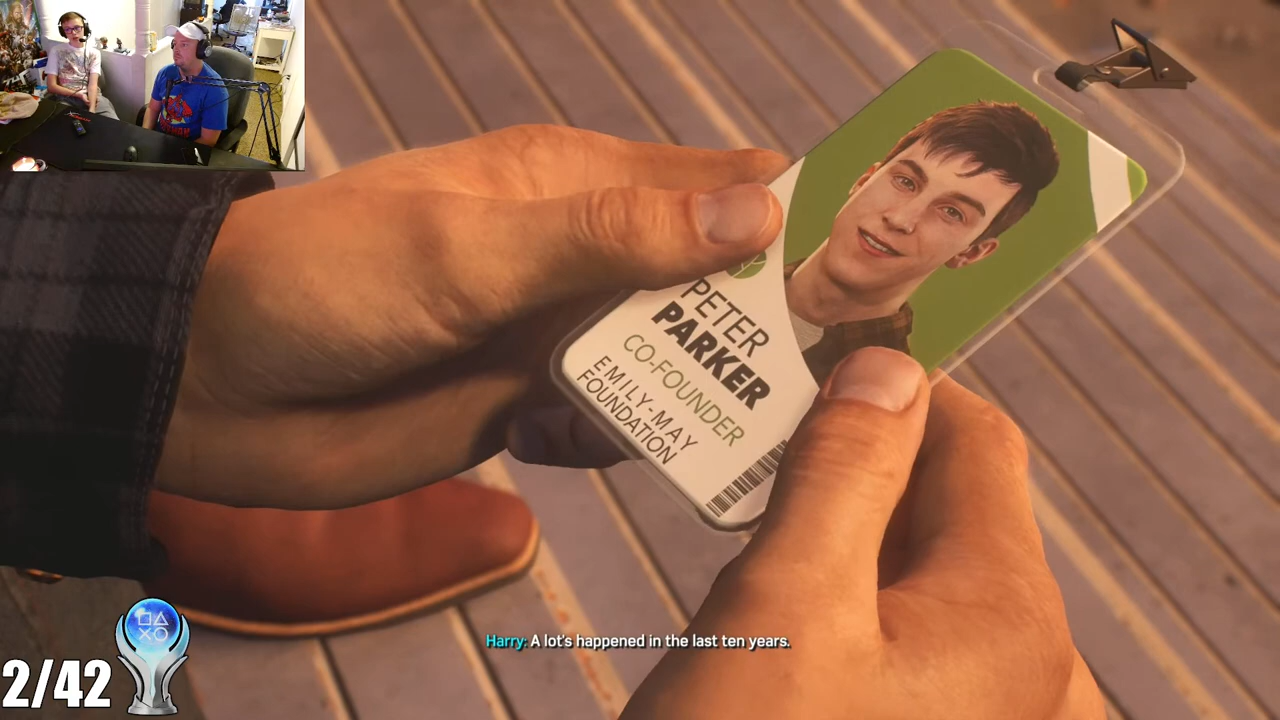 PETER
PARKER
CO-FOUNDER
EMILY-MAY
FOUNDATION
Harry: A lot's happened in the last ten years.
2/42